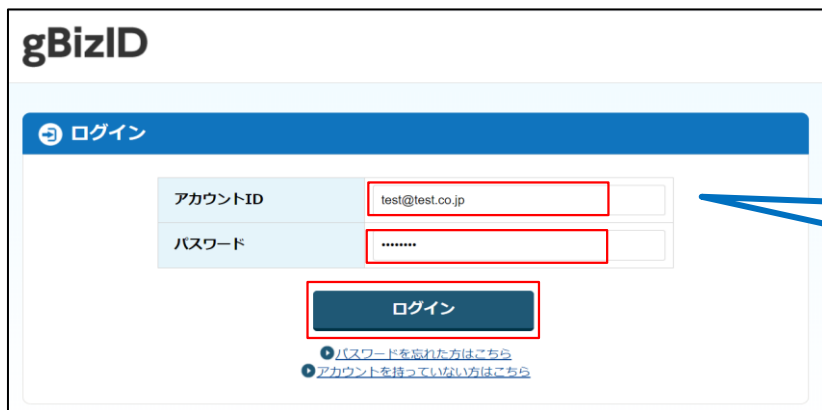 gBizID
ログイン
アカウントID
test@test.co.jp
パスワード
••••••••
ログイン
パスワードを忘れた方はこちら
アカウントを持っていない方はこちら